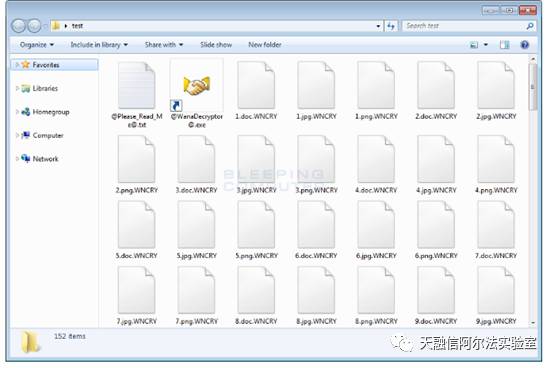 test
Search test
Organize Include in library Share with Slide show New folder
Favorites
Libraries
Homegroup
Computer
Network
@Please_Read_Me@.txt
@WanaDecryptor@.exe
1.doc.WNCRY
1.jpg.WNCRY
1.png.WNCRY
2.doc.WNCRY
2.jpg.WNCRY
2.png.WNCRY
3.doc.WNCRY
3.jpg.WNCRY
3.png.WNCRY
4.doc.WNCRY
4.jpg.WNCRY
4.png.WNCRY
5.doc.WNCRY
5.jpg.WNCRY
5.png.WNCRY
6.doc.WNCRY
6.jpg.WNCRY
6.png.WNCRY
7.doc.WNCRY
7.jpg.WNCRY
7.png.WNCRY
8.doc.WNCRY
8.jpg.WNCRY
8.png.WNCRY
9.doc.WNCRY
9.jpg.WNCRY
BLEEPING
COMPUTER
152 items
天融信阿尔法实验室